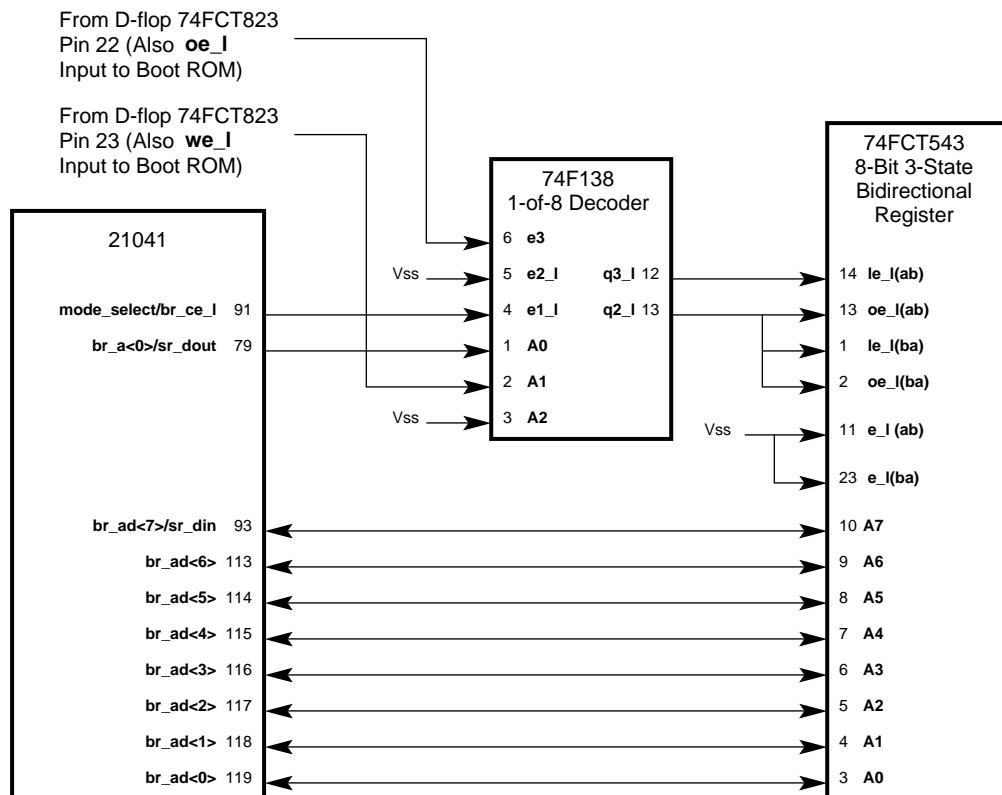 From D-flop 74FCT823
Pin 22 (Also oe_l
Input to Boot ROM)
From D-flop 74FCT823
Pin 23 (Also we_l
Input to Boot ROM)
74F138
1-of-8 Decoder
6 e3
Vss 5 e2_l q3_l 12
4 e1_l q2_l 13
1 A0
2 A1
Vss 3 A2
74FCT543
8-Bit 3-State
Bidirectional
Register
14 le_l(ab)
13 oe_l(ab)
1 le_l(ba)
2 oe_l(ba)
Vss 11 e_l (ab)
23 e_l(ba)
21041
mode_select/br_ce_l 91
br_a<0>/sr_dout 79
br_ad<7>/sr_din 93 10 A7
br_ad<6> 113 9 A6
br_ad<5> 114 8 A5
br_ad<4> 115 7 A4
br_ad<3> 116 6 A3
br_ad<2> 117 5 A2
br_ad<1> 118 4 A1
br_ad<0> 119 3 A0